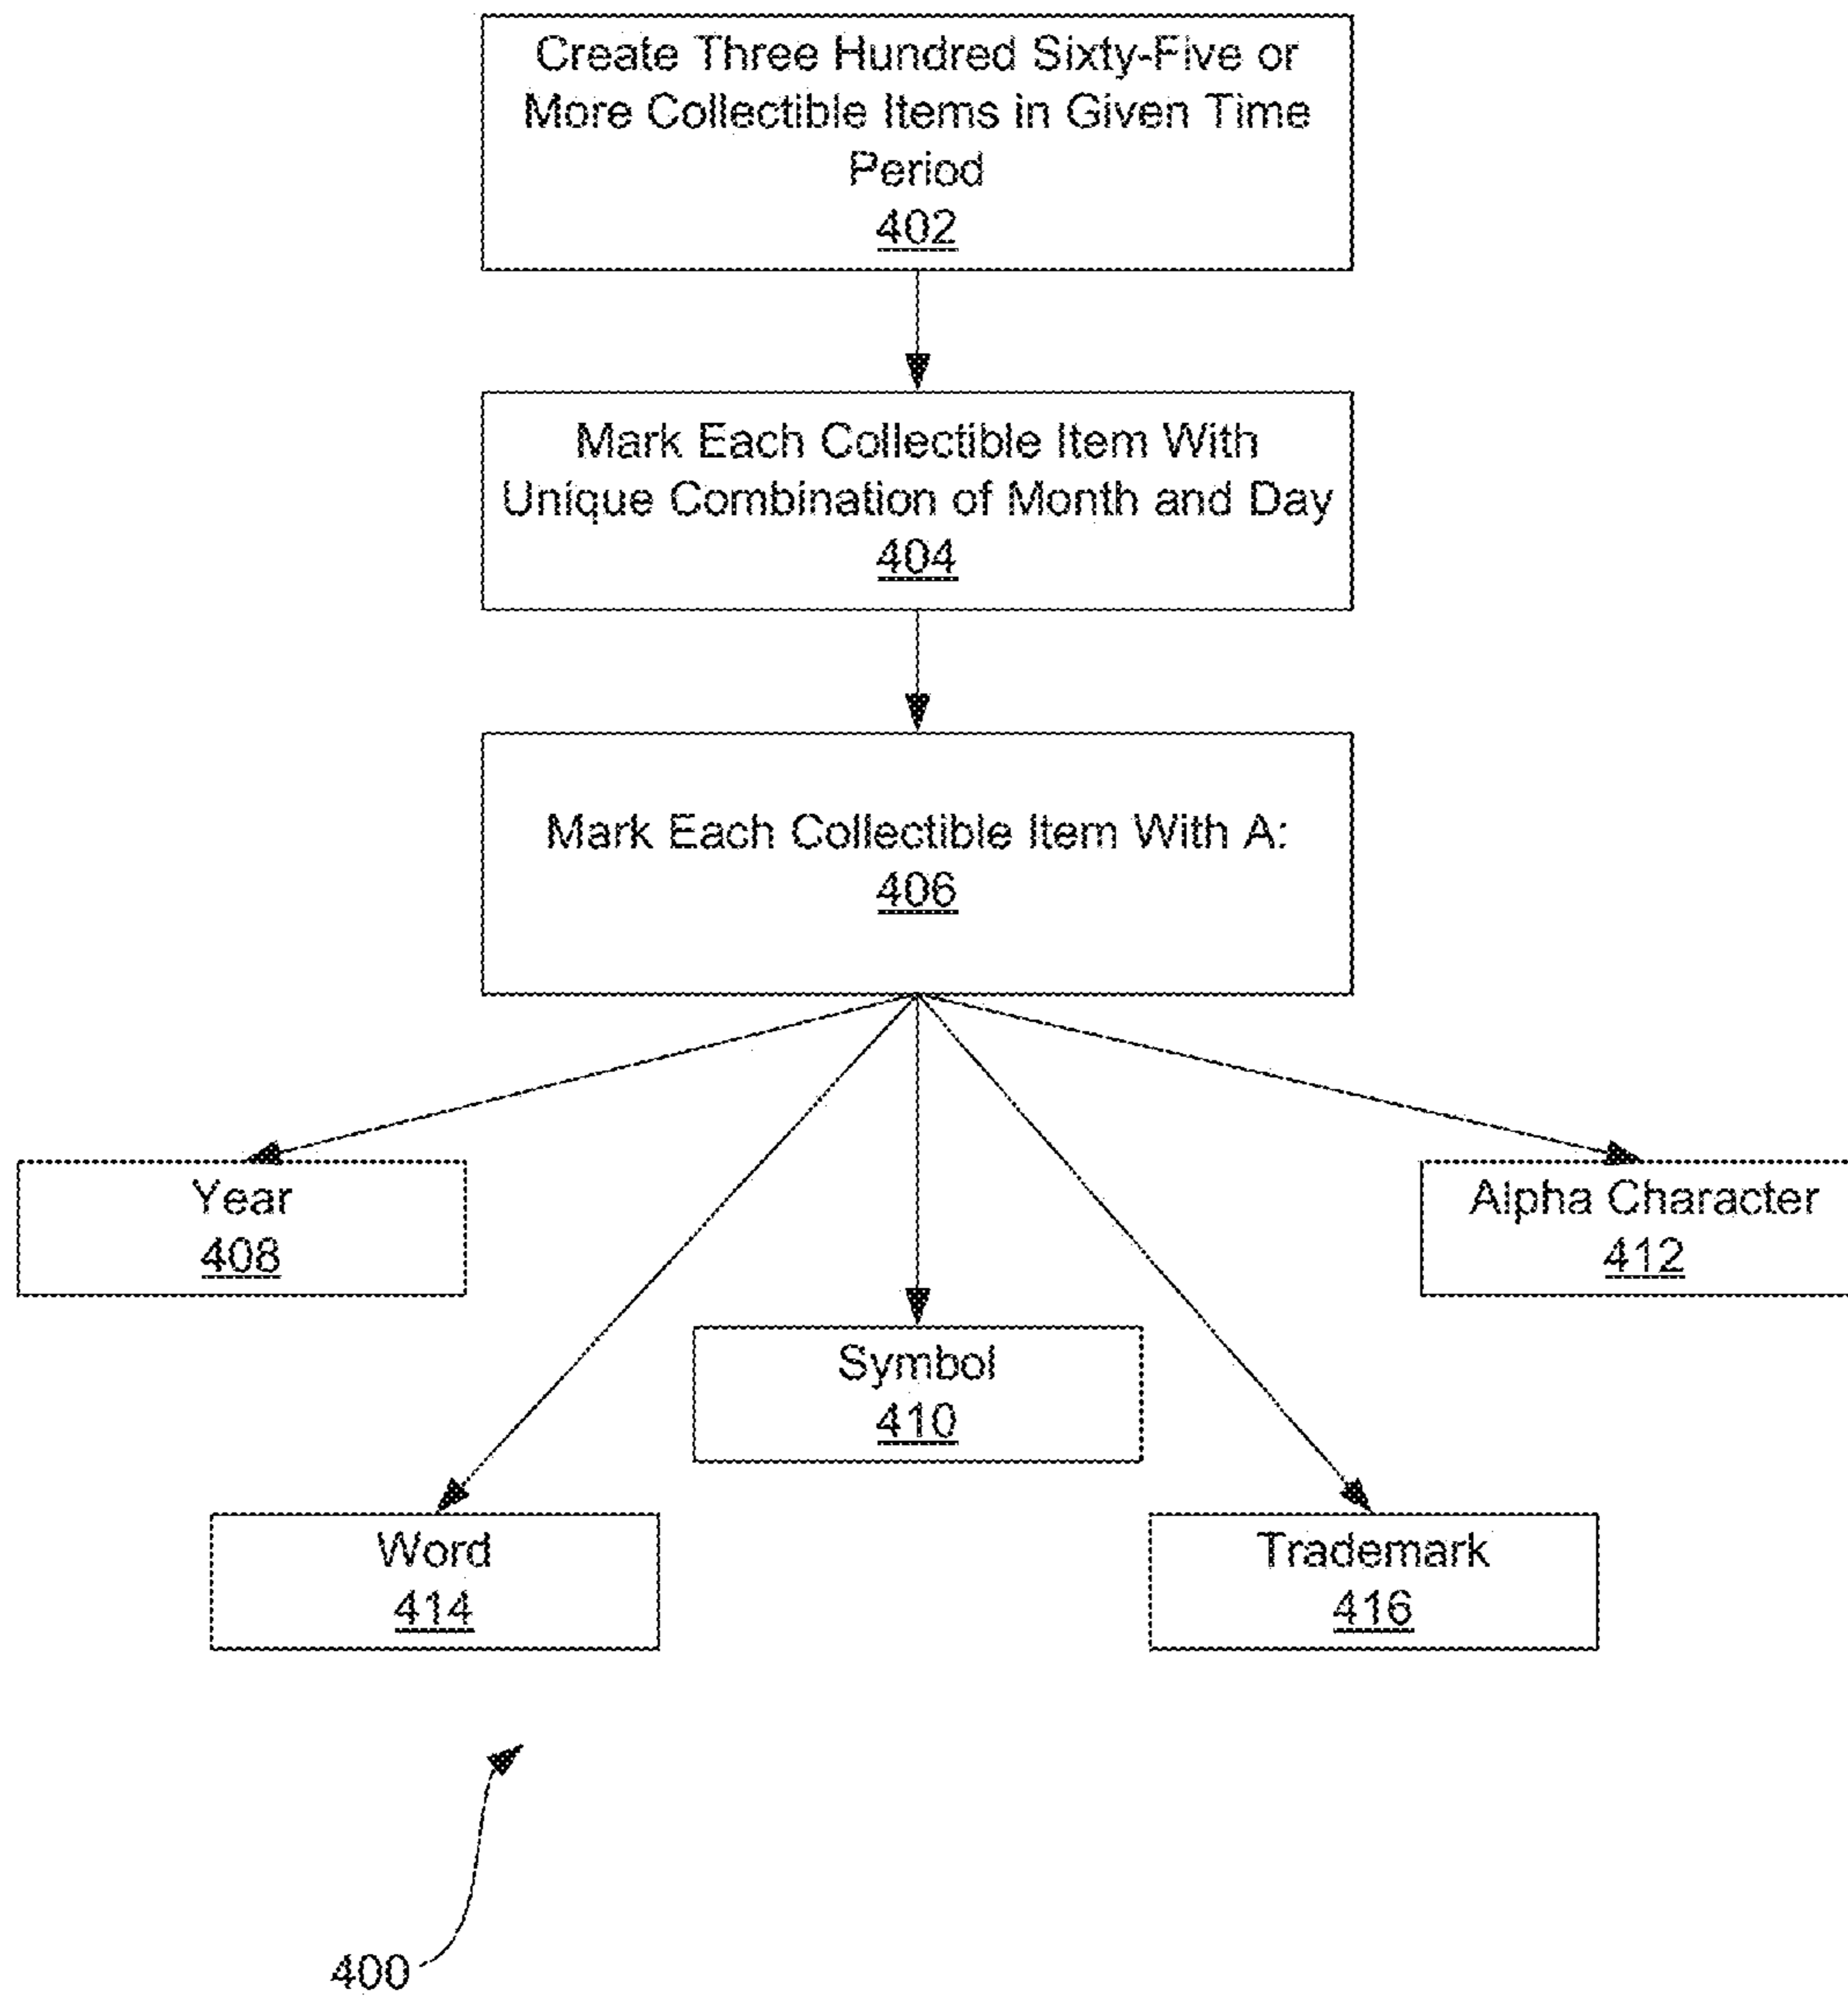 Create Three Hundred Sixty-Five or
More Collectible Items in Given Time
Period
402
Mark Each Collectible Item With
Unique Combination of Month and Day
404
Mark Each Collectible Item With A:
406
Year
408
Alpha Character
412
Symbol
410
Word
414
Trademark
416
400